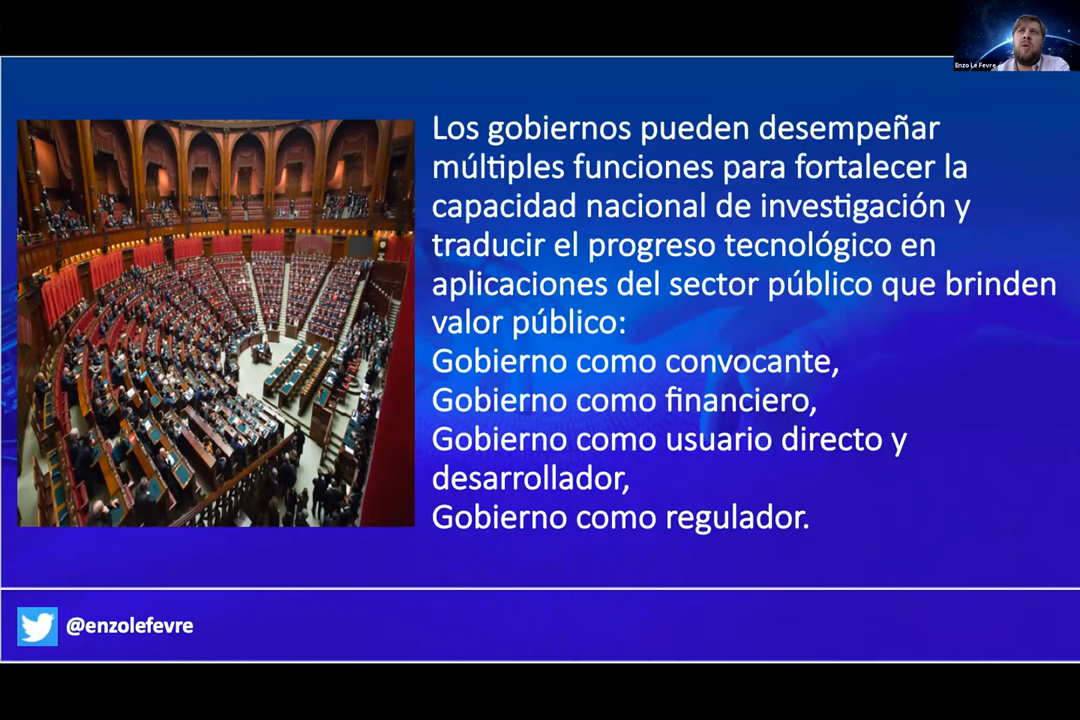 Enzo Le Fevre
Los gobiernos pueden desempeñar
múltiples funciones para fortalecer la
capacidad nacional de investigación y
traducir el progreso tecnológico en
aplicaciones del sector público que brinden
valor público:
Gobierno como convocante,
Gobierno como financiero,
Gobierno como usuario directo y
desarrollador,
Gobierno como regulador.
@enzolefevre